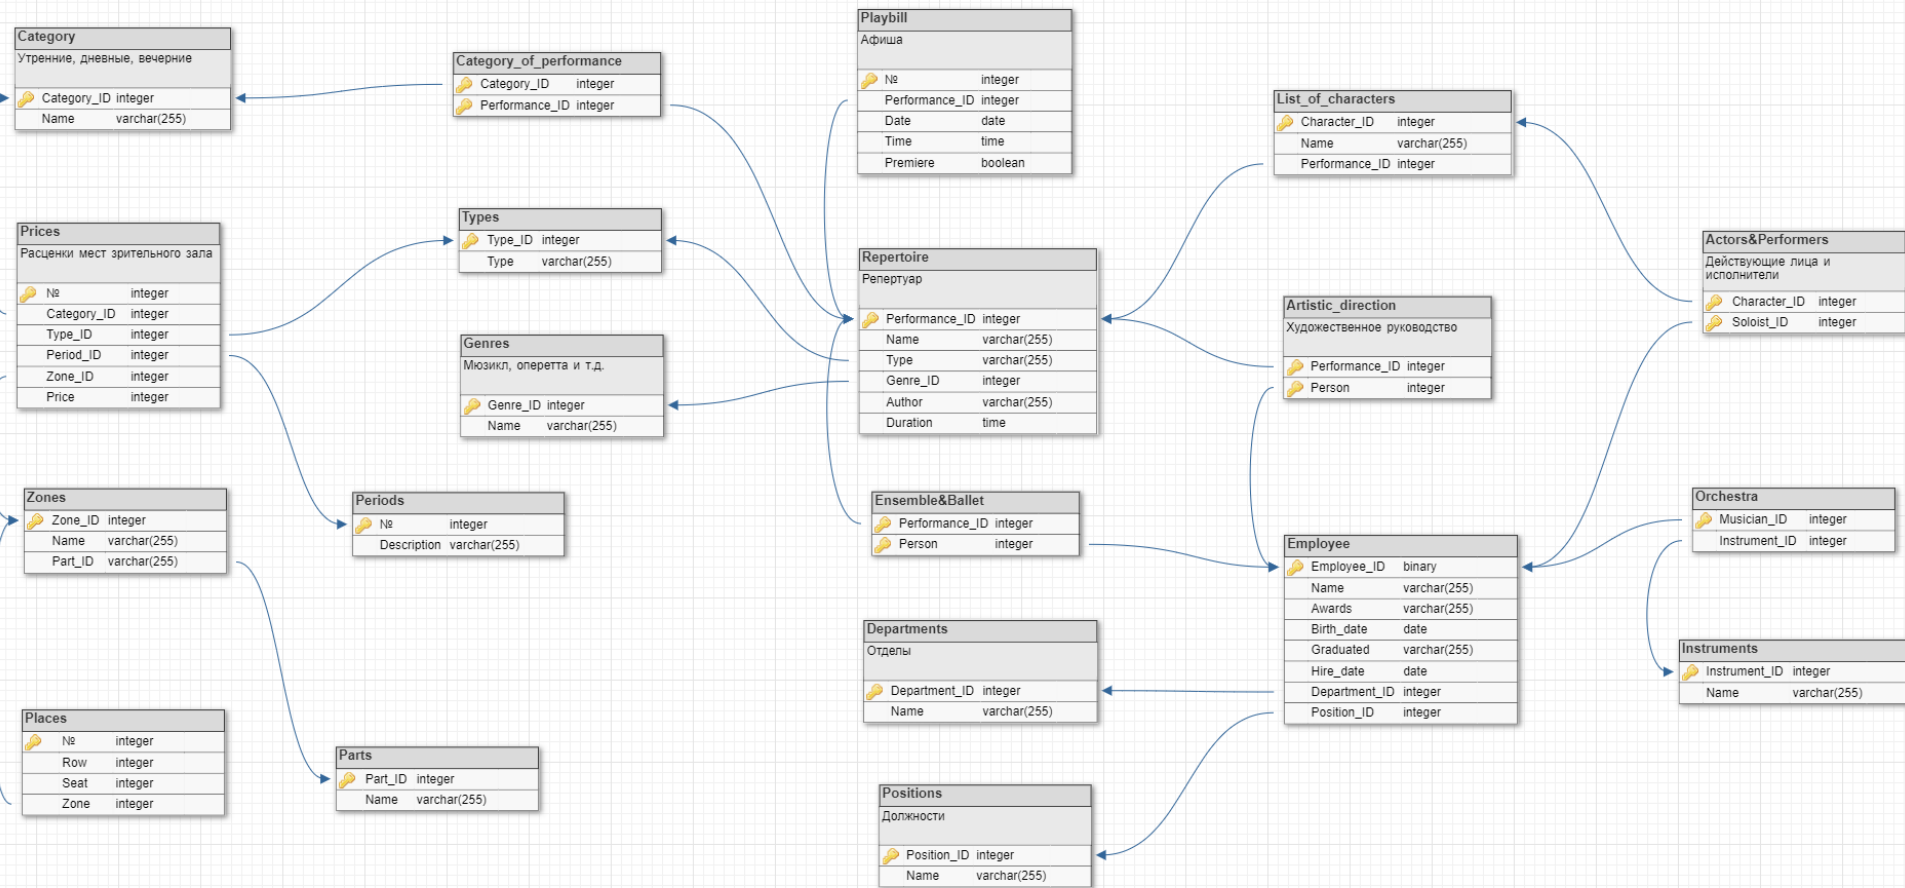 Category
Утренние, дневные, вечерние
Category_ID integer
Name varchar(255)
Category_of_performance
Category_ID integer
Performance_ID integer
Playbill
Афиша
№ integer
Performance_ID integer
Date date
Time time
Premiere boolean
List_of_characters
Character_ID integer
Name varchar(255)
Performance_ID integer
Prices
Расценки мест зрительного зала
№ integer
Category_ID integer
Type_ID integer
Period_ID integer
Zone_ID integer
Price integer
Types
Type_ID integer
Type varchar(255)
Genres
Мюзикл, оперетта и т.д.
Genre_ID integer
Name varchar(255)
Repertoire
Репертуар
Performance_ID integer
Name varchar(255)
Type varchar(255)
Genre_ID integer
Author varchar(255)
Duration time
Artistic_direction
Художественное руководство
Performance_ID integer
Person integer
Actors&Performers
Действующие лица и
исполнители
Character_ID integer
Soloist_ID integer
Zones
Zone_ID integer
Name varchar(255)
Part_ID varchar(255)
Periods
№ integer
Description varchar(255)
Ensemble&Ballet
Performance_ID integer
Person integer
Employee
Employee_ID binary
Name varchar(255)
Awards varchar(255)
Birth_date date
Graduated varchar(255)
Hire_date date
Department_ID integer
Position_ID integer
Orchestra
Musician_ID integer
Instrument_ID integer
Departments
Отделы
Department_ID integer
Name varchar(255)
Instruments
Instrument_ID integer
Name varchar(255)
Places
№ integer
Row integer
Seat integer
Zone integer
Parts
Part_ID integer
Name varchar(255)
Positions
Должности
Position_ID integer
Name varchar(255)